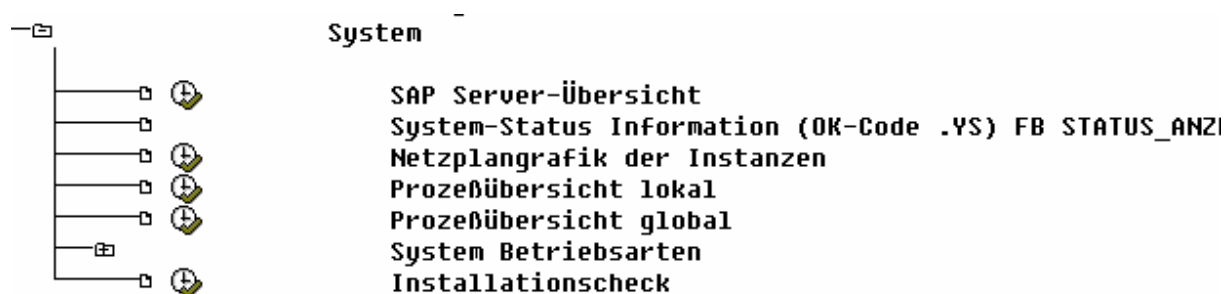 System
SAP Server-Übersicht
System-Status Information (OK-Code .YS) FB
Netzplangrafik der Instanzen
Prozeßübersicht lokal
Prozeßübersicht global
System Betriebsarten
Installationscheck